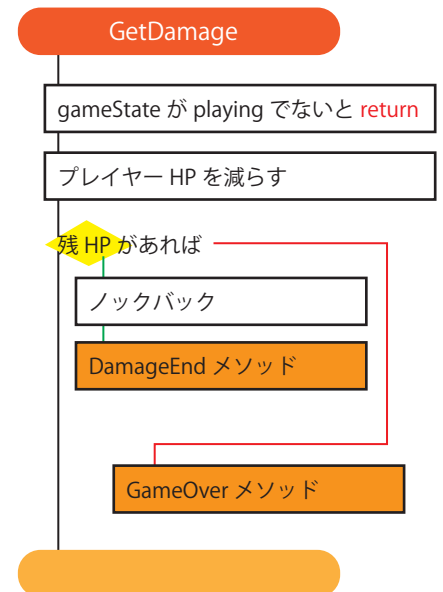 GetDamage
gameState が playing でないと return
プレイヤー HP を減らす
残 HP があれば
ノックバック
DamageEnd メソッド
GameOver メソッド